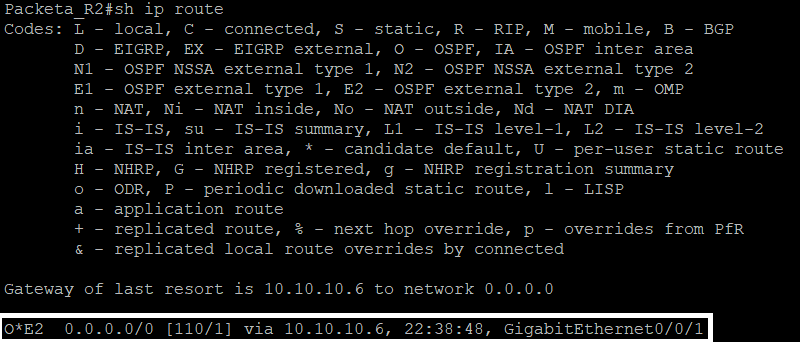 Packeta_R2#sh ip route
Codes: L - local, C - connected, S - static, R - RIP, M - mobile, B - BGP
D - EIGRP, EX - EIGRP external, O - OSPF, IA - OSPF inter area
N1 - OSPF NSSA external type 1, N2 - OSPF NSSA external type 2
E1 - OSPF external type 1, E2 - OSPF external type 2, m - OMP
n - NAT, Ni - NAT inside, No - NAT outside, Nd - NAT DIA
i - IS-IS, su - IS-IS summary, L1 - IS-IS level-1, L2 - IS-IS level-2
ia - IS-IS inter area, * - candidate default, U - per-user static route
H - NHRP, G - NHRP registered, g - NHRP registration summary
o - ODR, P - periodic downloaded static route, l - LISP
a - application route
+ - replicated route, % - next hop override, p - overrides from PfR
& - replicated local route overrides by connected
Gateway of last resort is 10.10.10.6 to network 0.0.0.0
O*E2 0.0.0.0/0 [110/1] via 10.10.10.6, 22:38:48, GigabitEthernet0/0/1